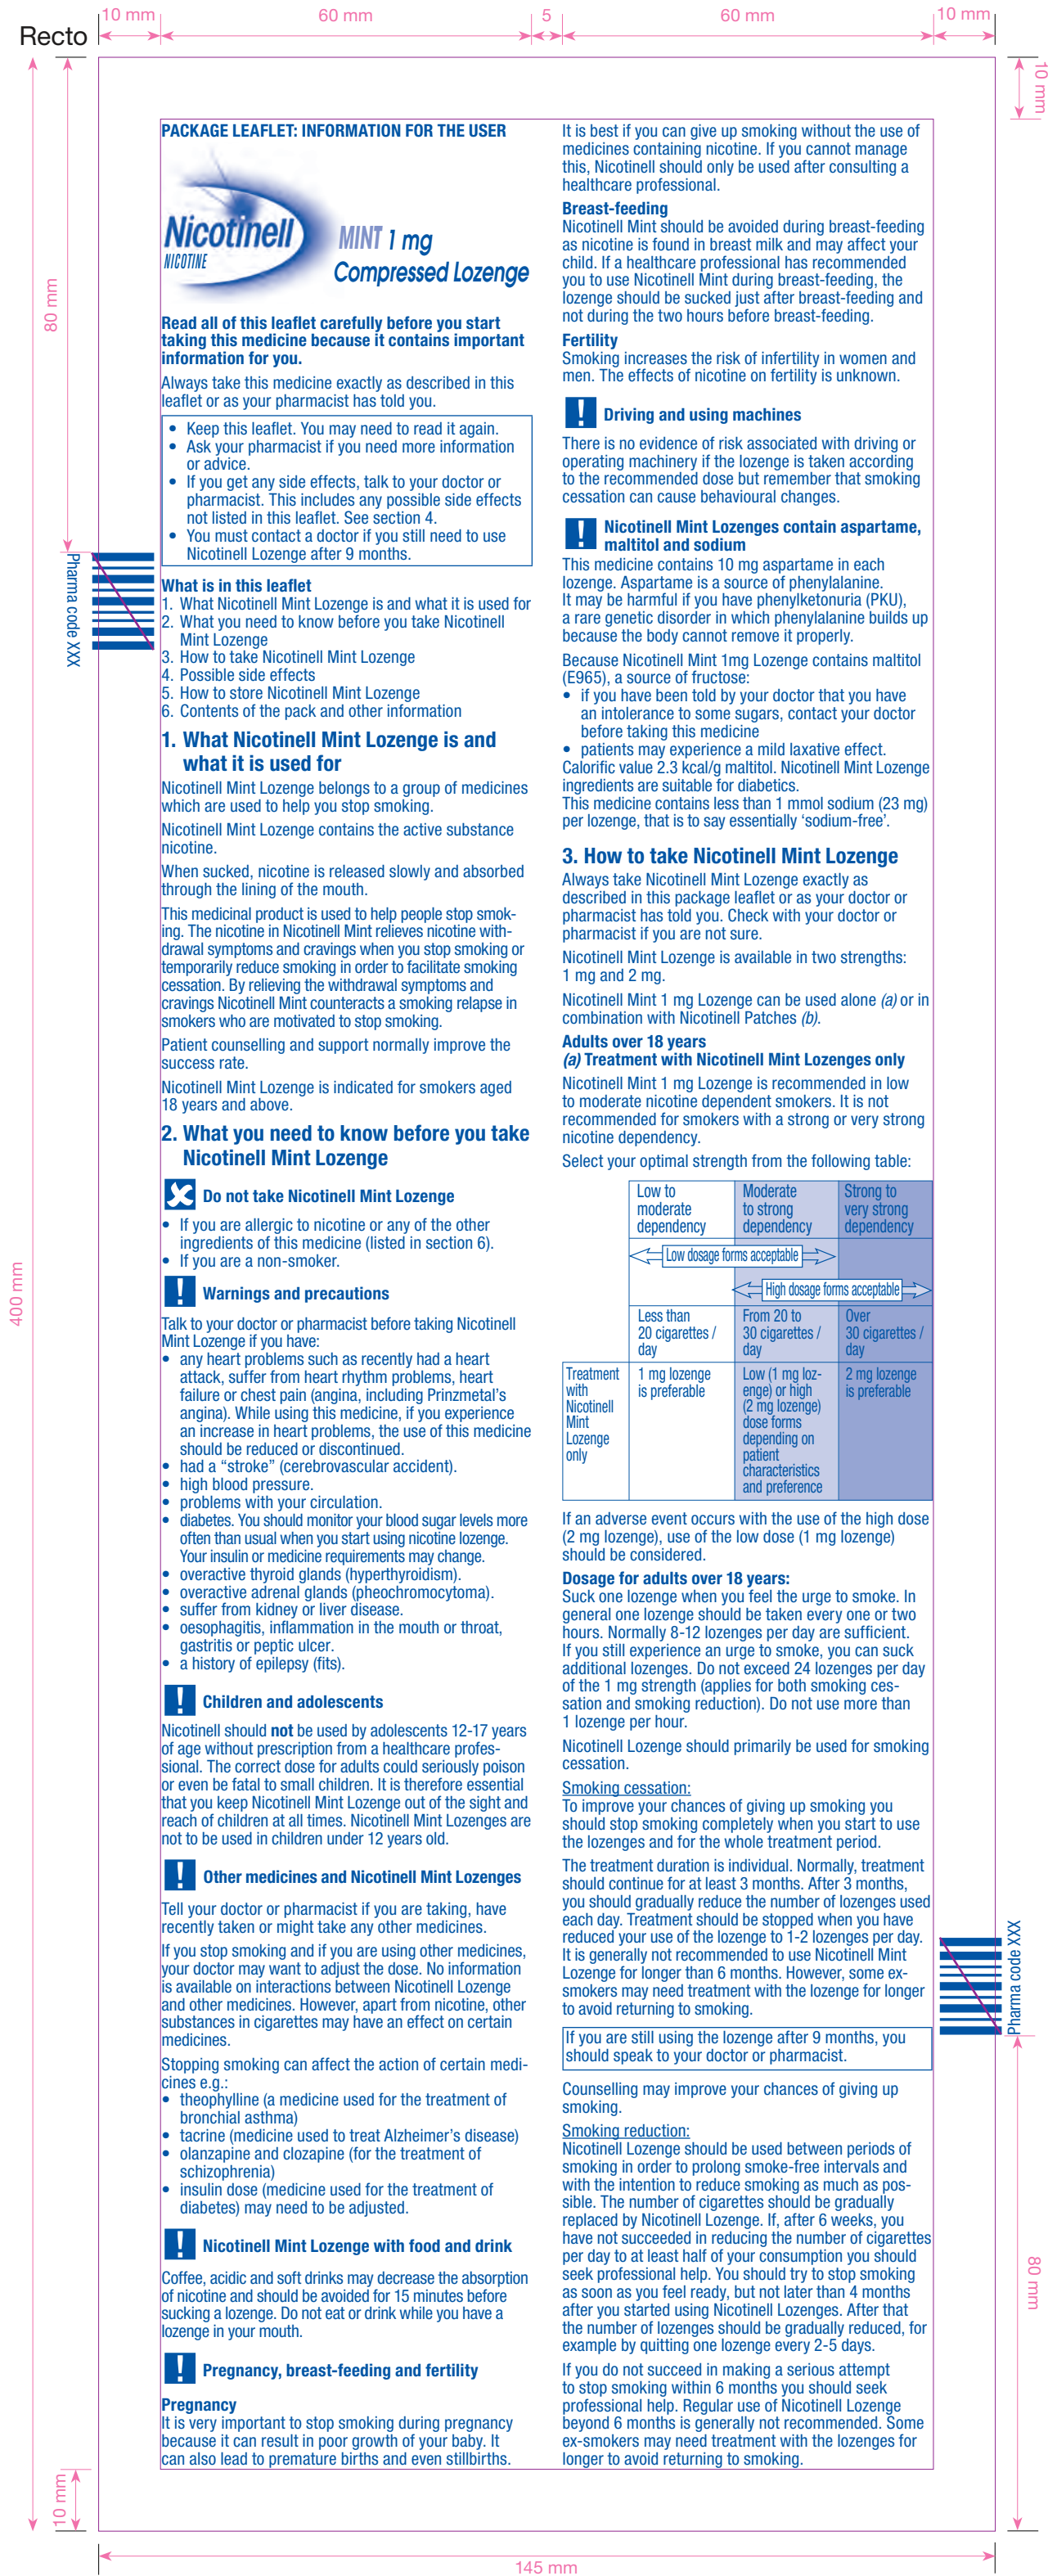 10 mm
60 mm
5
60 mm
10 mm
Recto
10 mm
80 mm
400 mm
Pharma code XXX
PACKAGE LEAFLET: INFORMATION FOR THE USER
Nicotinell
NICOTINE
MINT 1 mg
Compressed Lozenge
Read all of this leaflet carefully before you start
taking this medicine because it contains important
information for you.
Always take this medicine exactly as described in this
leaflet or as your pharmacist has told you.
• Keep this leaflet. You may need to read it again.
• Ask your pharmacist if you need more information
or advice.
• If you get any side effects, talk to your doctor or
pharmacist. This includes any possible side effects
not listed in this leaflet. See section 4.
• You must contact a doctor if you still need to use
Nicotinell Lozenge after 9 months.
What is in this leaflet
1. What Nicotinell Mint Lozenge is and what it is used for
2. What you need to know before you take Nicotinell
Mint Lozenge
3. How to take Nicotinell Mint Lozenge
4. Possible side effects
5. How to store Nicotinell Mint Lozenge
6. Contents of the pack and other information
1. What Nicotinell Mint Lozenge is and
what it is used for
Nicotinell Mint Lozenge belongs to a group of medicines
which are used to help you stop smoking.
Nicotinell Mint Lozenge contains the active substance
nicotine.
When sucked, nicotine is released slowly and absorbed
through the lining of the mouth.
This medicinal product is used to help people stop smok-
ing. The nicotine in Nicotinell Mint relieves nicotine with-
drawal symptoms and cravings when you stop smoking or
temporarily reduce smoking in order to facilitate smoking
cessation. By relieving the withdrawal symptoms and
cravings Nicotinell Mint counteracts a smoking relapse in
smokers who are motivated to stop smoking.
Patient counselling and support normally improve the
success rate.
Nicotinell Mint Lozenge is indicated for smokers aged
18 years and above.
2. What you need to know before you take
Nicotinell Mint Lozenge
Do not take Nicotinell Mint Lozenge
• If you are allergic to nicotine or any of the other
ingredients of this medicine (listed in section 6).
• If you are a non-smoker.
! Warnings and precautions
Talk to your doctor or pharmacist before taking Nicotinell
Mint Lozenge if you have:
• any heart problems such as recently had a heart
attack, suffer from heart rhythm problems, heart
failure or chest pain (angina, including Prinzmetal's
angina). While using this medicine, if you experience
an increase in heart problems, the use of this medicine
should be reduced or discontinued.
• had a “stroke” (cerebrovascular accident).
• high blood pressure.
• problems with your circulation.
• diabetes. You should monitor your blood sugar levels more
often than usual when you start using nicotine lozenge.
Your insulin or medicine requirements may change.
• overactive thyroid glands (hyperthyroidism).
• overactive adrenal glands (pheochromocytoma).
• suffer from kidney or liver disease.
• oesophagitis, inflammation in the mouth or throat,
gastritis or peptic ulcer.
• a history of epilepsy (fits).
! Children and adolescents
Nicotinell should not be used by adolescents 12-17 years
of age without prescription from a healthcare profes-
sional. The correct dose for adults could seriously poison
or even be fatal to small children. It is therefore essential
that you keep Nicotinell Mint Lozenge out of the sight and
reach of children at all times. Nicotinell Mint Lozenges are
not to be used in children under 12 years old.
! Other medicines and Nicotinell Mint Lozenges
Tell your doctor or pharmacist if you are taking, have
recently taken or might take any other medicines.
If you stop smoking and if you are using other medicines,
your doctor may want to adjust the dose. No information
is available on interactions between Nicotinell Lozenge
and other medicines. However, apart from nicotine, other
substances in cigarettes may have an effect on certain
medicines.
Stopping smoking can affect the action of certain medi-
cines e.g.:
• theophylline (a medicine used for the treatment of
bronchial asthma)
• tacrine (medicine used to treat Alzheimer's disease)
• olanzapine and clozapine (for the treatment of
schizophrenia)
• insulin dose (medicine used for the treatment of
diabetes) may need to be adjusted.
! Nicotinell Mint Lozenge with food and drink
Coffee, acidic and soft drinks may decrease the absorption
of nicotine and should be avoided for 15 minutes before
sucking a lozenge. Do not eat or drink while you have a
lozenge in your mouth.
! Pregnancy, breast-feeding and fertility
Pregnancy
It is very important to stop smoking during pregnancy
because it can result in poor growth of your baby. It
can also lead to premature births and even stillbirths.
It is best if you can give up smoking without the use of
medicines containing nicotine. If you cannot manage
this, Nicotinell should only be used after consulting a
healthcare professional.
Breast-feeding
Nicotinell Mint should be avoided during breast-feeding
as nicotine is found in breast milk and may affect your
child. If a healthcare professional has recommended
you to use Nicotinell Mint during breast-feeding, the
lozenge should be sucked just after breast-feeding and
not during the two hours before breast-feeding.
Fertility
Smoking increases the risk of infertility in women and
men. The effects of nicotine on fertility is unknown.
! Driving and using machines
There is no evidence of risk associated with driving or
operating machinery if the lozenge is taken according
to the recommended dose but remember that smoking
cessation can cause behavioural changes.
! Nicotinell Mint Lozenges contain aspartame,
maltitol and sodium
This medicine contains 10 mg aspartame in each
lozenge. Aspartame is a source of phenylalanine.
It may be harmful if you have phenylketonuria (PKU),
a rare genetic disorder in which phenylalanine builds up
because the body cannot remove it properly.
Because Nicotinell Mint 1mg Lozenge contains maltitol
(E965), a source of fructose:
• if you have been told by your doctor that you have
an intolerance to some sugars, contact your doctor
before taking this medicine
• patients may experience a mild laxative effect.
Calorific value 2.3 kcal/g maltitol. Nicotinell Mint Lozenge
ingredients are suitable for diabetics.
This medicine contains less than 1 mmol sodium (23 mg)
per lozenge, that is to say essentially ‘sodium-free’.
3. How to take Nicotinell Mint Lozenge
Always take Nicotinell Mint Lozenge exactly as
described in this package leaflet or as your doctor or
pharmacist has told you. Check with your doctor or
pharmacist if you are not sure.
Nicotinell Mint Lozenge is available in two strengths:
1 mg and 2 mg.
Nicotinell Mint 1 mg Lozenge can be used alone (a) or in
combination with Nicotinell Patches (b).
Adults over 18 years
(a) Treatment with Nicotinell Mint Lozenges only
Nicotinell Mint 1 mg Lozenge is recommended in low
to moderate nicotine dependent smokers. It is not
recommended for smokers with a strong or very strong
nicotine dependency.
Select your optimal strength from the following table:
Low to
moderate
dependency
Moderate
to strong
dependency
Strong to
very strong
dependency
Low dosage forms acceptable
High dosage forms acceptable
Less than
20 cigarettes /
day
From 20 to
30 cigarettes /
day
Over
30 cigarettes /
day
Treatment
with
Nicotinell
Mint
Lozenge
only
1 mg lozenge
is preferable
Low (1 mg loz-
enge) or high
(2 mg lozenge)
dose forms
depending on
patient
characteristics
and preference
2 mg lozenge
is preferable
If an adverse event occurs with the use of the high dose
(2 mg lozenge), use of the low dose (1 mg lozenge)
should be considered.
Dosage for adults over 18 years:
Suck one lozenge when you feel the urge to smoke. In
general one lozenge should be taken every one or two
hours. Normally 8-12 lozenges per day are sufficient.
If you still experience an urge to smoke, you can suck
additional lozenges. Do not exceed 24 lozenges per day
of the 1 mg strength (applies for both smoking ces-
sation and smoking reduction). Do not use more than
1 lozenge per hour.
Nicotinell Lozenge should primarily be used for smoking
cessation.
Smoking cessation:
To improve your chances of giving up smoking you
should stop smoking completely when you start to use
the lozenges and for the whole treatment period.
The treatment duration is individual. Normally, treatment
should continue for at least 3 months. After 3 months,
you should gradually reduce the number of lozenges used
each day. Treatment should be stopped when you have
reduced your use of the lozenge to 1-2 lozenges per day.
It is generally not recommended to use Nicotinell Mint
Lozenge for longer than 6 months. However, some ex-
smokers may need treatment with the lozenge for longer
to avoid returning to smoking.
If you are still using the lozenge after 9 months, you
should speak to your doctor or pharmacist.
Counselling may improve your chances of giving up
smoking.
Smoking reduction:
Nicotinell Lozenge should be used between periods of
smoking in order to prolong smoke-free intervals and
with the intention to reduce smoking as much as pos-
sible. The number of cigarettes should be gradually
replaced by Nicotinell Lozenge. If, after 6 weeks, you
have not succeeded in reducing the number of cigarettes
per day to at least half of your consumption you should
seek professional help. You should try to stop smoking
as soon as you feel ready, but not later than 4 months
after you started using Nicotinell Lozenges. After that
the number of lozenges should be gradually reduced, for
example by quitting one lozenge every 2-5 days.
If you do not succeed in making a serious attempt
to stop smoking within 6 months you should seek
professional help. Regular use of Nicotinell Lozenge
beyond 6 months is generally not recommended. Some
ex-smokers may need treatment with the lozenges for
longer to avoid returning to smoking.
Pharma code XXX
80 mm
10 mm
145 mm